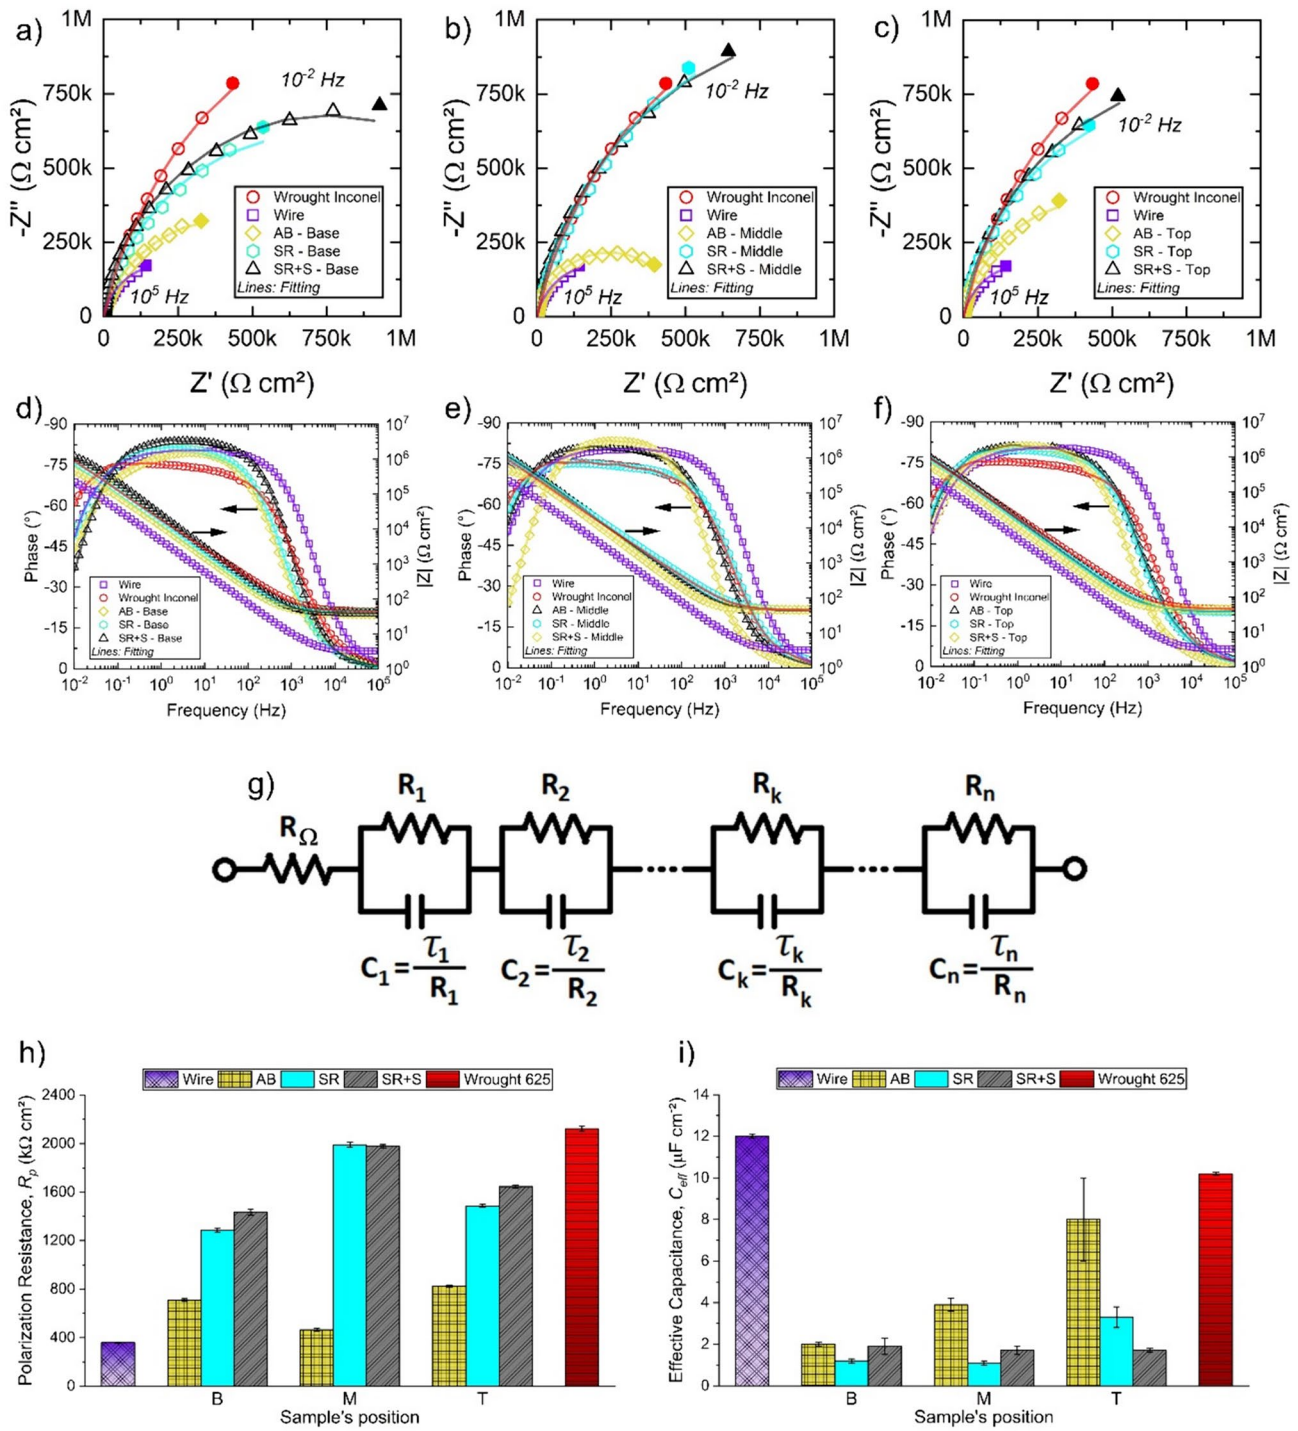 a)
1M
750k
500k
250k
0
-Z" (Ω cm²)
10⁻² Hz
10⁵ Hz
Wrought Inconel
Wire
AB - Base
SR - Base
SR+S - Base
Lines: Fitting
0 250k 500k 750k 1M
Z' (Ω cm²)
b)
1M
750k
500k
250k
0
-Z" (Ω cm²)
10⁻² Hz
10⁵ Hz
Wrought Inconel
Wire
AB - Middle
SR - Middle
SR+S - Middle
Lines: Fitting
0 250k 500k 750k 1M
Z' (Ω cm²)
c)
1M
750k
500k
250k
0
-Z" (Ω cm²)
10⁻² Hz
10⁵ Hz
Wrought Inconel
Wire
AB - Top
SR - Top
SR+S - Top
Lines: Fitting
0 250k 500k 750k 1M
Z' (Ω cm²)
d)
-90
-75
-60
-45
-30
-15
0
Phase (°)
10⁷
10⁶
10⁵
10⁴
10³
10²
10¹
10⁰
|Z| (Ω cm²)
Wire
Wrought Inconel
AB - Base
SR - Base
SR+S - Base
Lines: Fitting
10⁻² 10⁻¹ 10⁰ 10¹ 10² 10³ 10⁴ 10⁵
Frequency (Hz)
e)
-90
-75
-60
-45
-30
-15
0
Phase (°)
10⁷
10⁶
10⁵
10⁴
10³
10²
10¹
10⁰
|Z| (Ω cm²)
Wire
Wrought Inconel
AB - Middle
SR - Middle
SR+S - Middle
Lines: Fitting
10⁻² 10⁻¹ 10⁰ 10¹ 10² 10³ 10⁴ 10⁵
Frequency (Hz)
f)
-90
-75
-60
-45
-30
-15
0
Phase (°)
10⁷
10⁶
10⁵
10⁴
10³
10²
10¹
10⁰
|Z| (Ω cm²)
Wire
Wrought Inconel
AB - Top
SR - Top
SR+S - Top
Lines: Fitting
10⁻² 10⁻¹ 10⁰ 10¹ 10² 10³ 10⁴ 10⁵
Frequency (Hz)
g)
R₁ R₂ Rₖ Rₙ
R_Ω
C₁=τ₁/R₁ C₂=τ₂/R₂ Cₖ=τₖ/Rₖ Cₙ=τₙ/Rₙ
h)
Wire AB SR SR+S Wrought 625
2400
2000
1600
1200
800
400
0
Polarization Resistance, Rₚ (kΩ cm²)
B M T
Sample's position
i)
Wire AB SR SR+S Wrought 625
14
12
10
8
6
4
2
0
Effective Capacitance, C_eff (μF cm⁻²)
B M T
Sample's position